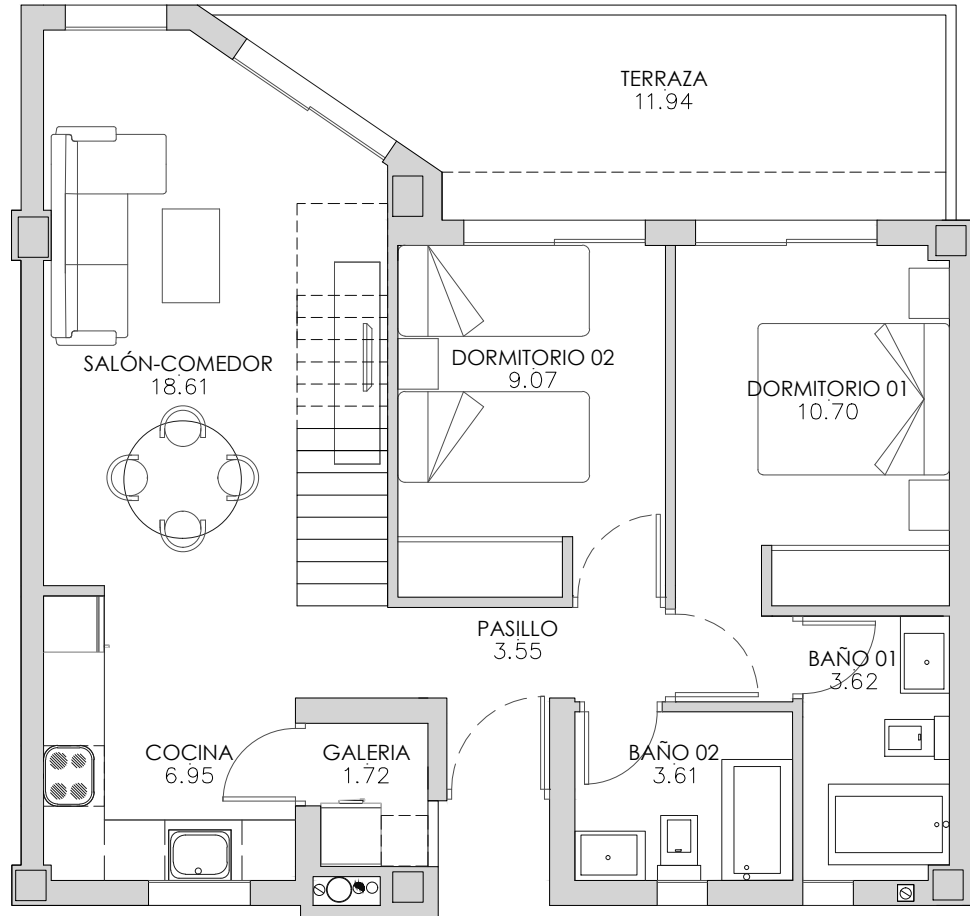 TERRAZA
11.94
SALÓN-COMEDOR
18.61
DORMITORIO 02
9.07
DORMITORIO 01
10.70
PASILLO
3.55
BAÑO 01
3.62
COCINA
6.95
GALERIA
1.72
BAÑO 02
3.61